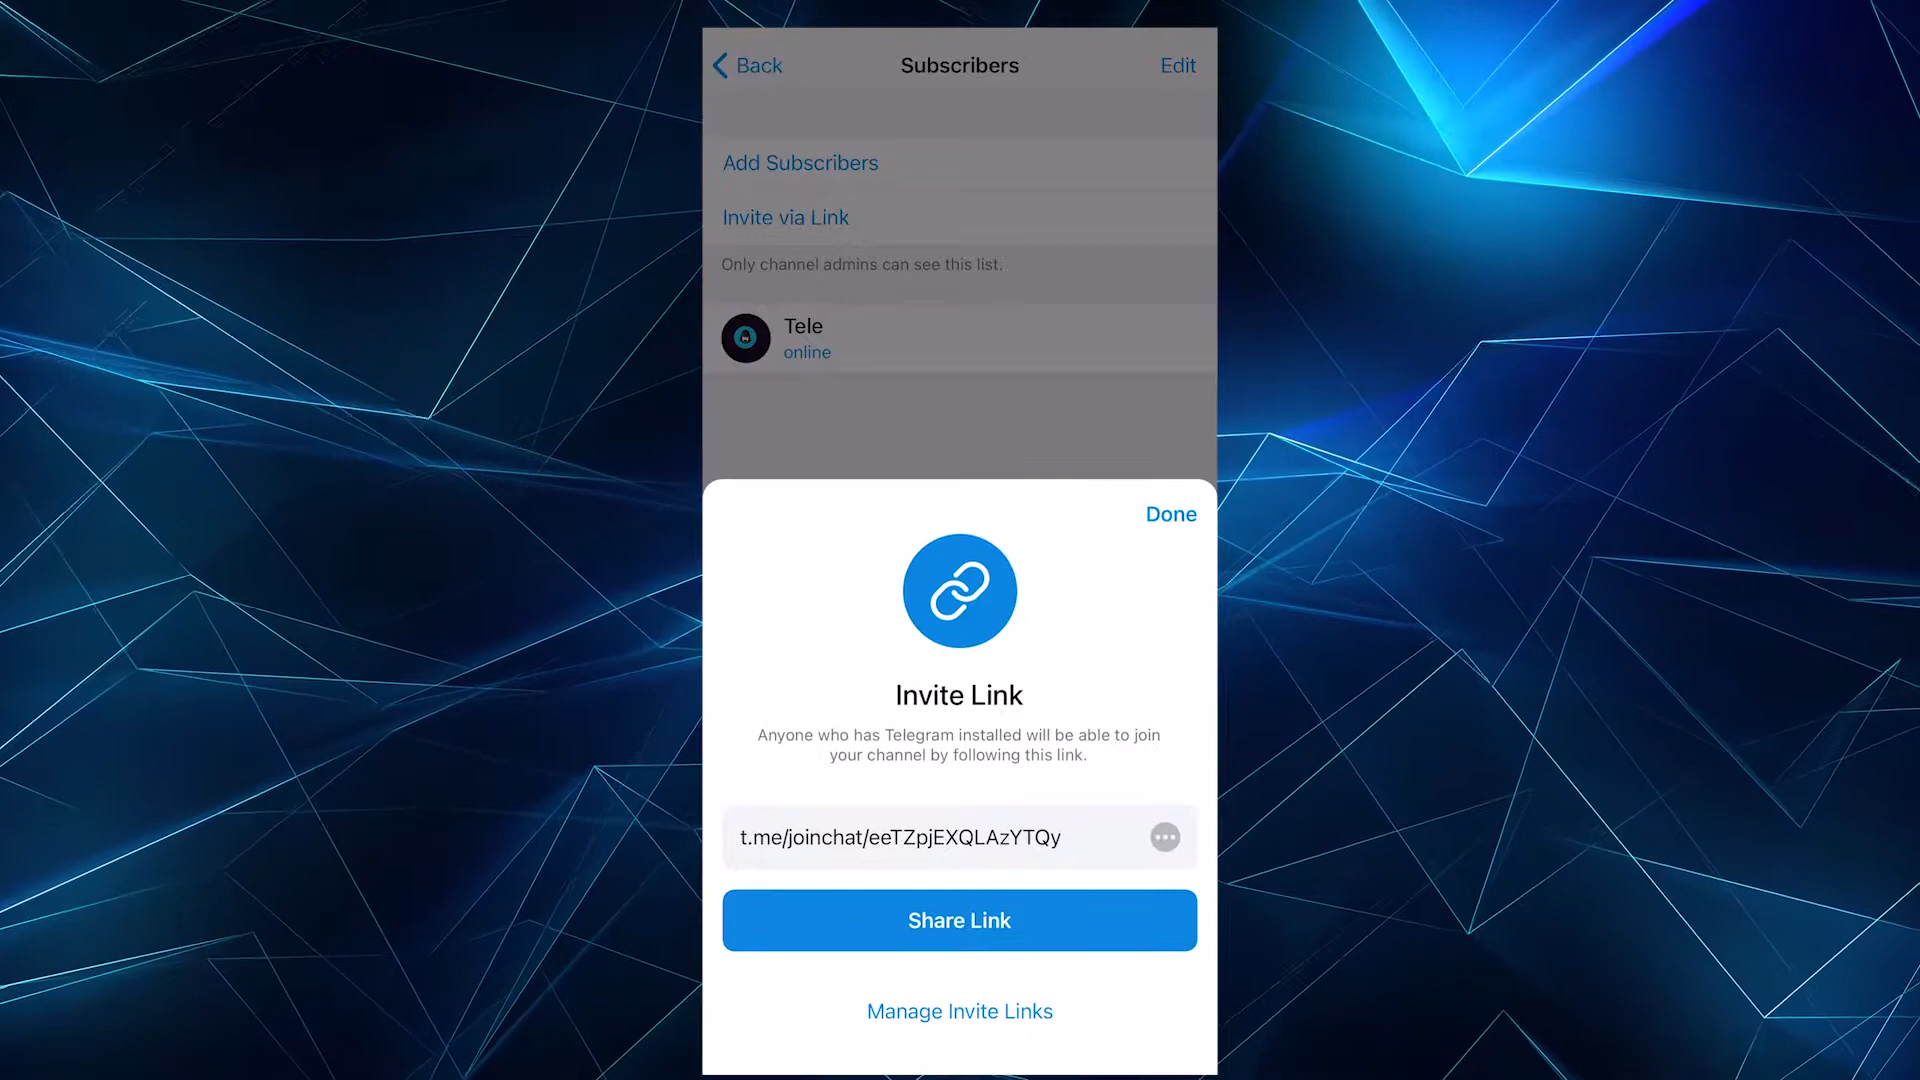 Back
Subscribers
Edit
Add Subscribers
Invite via Link
Only channel admins can see this list.
Tele
online
Done
Invite Link
Anyone who has Telegram installed will be able to join
your channel by following this link.
t.me/joinchat/eeTZpjEXQLAzYTQy
Share Link
Manage Invite Links